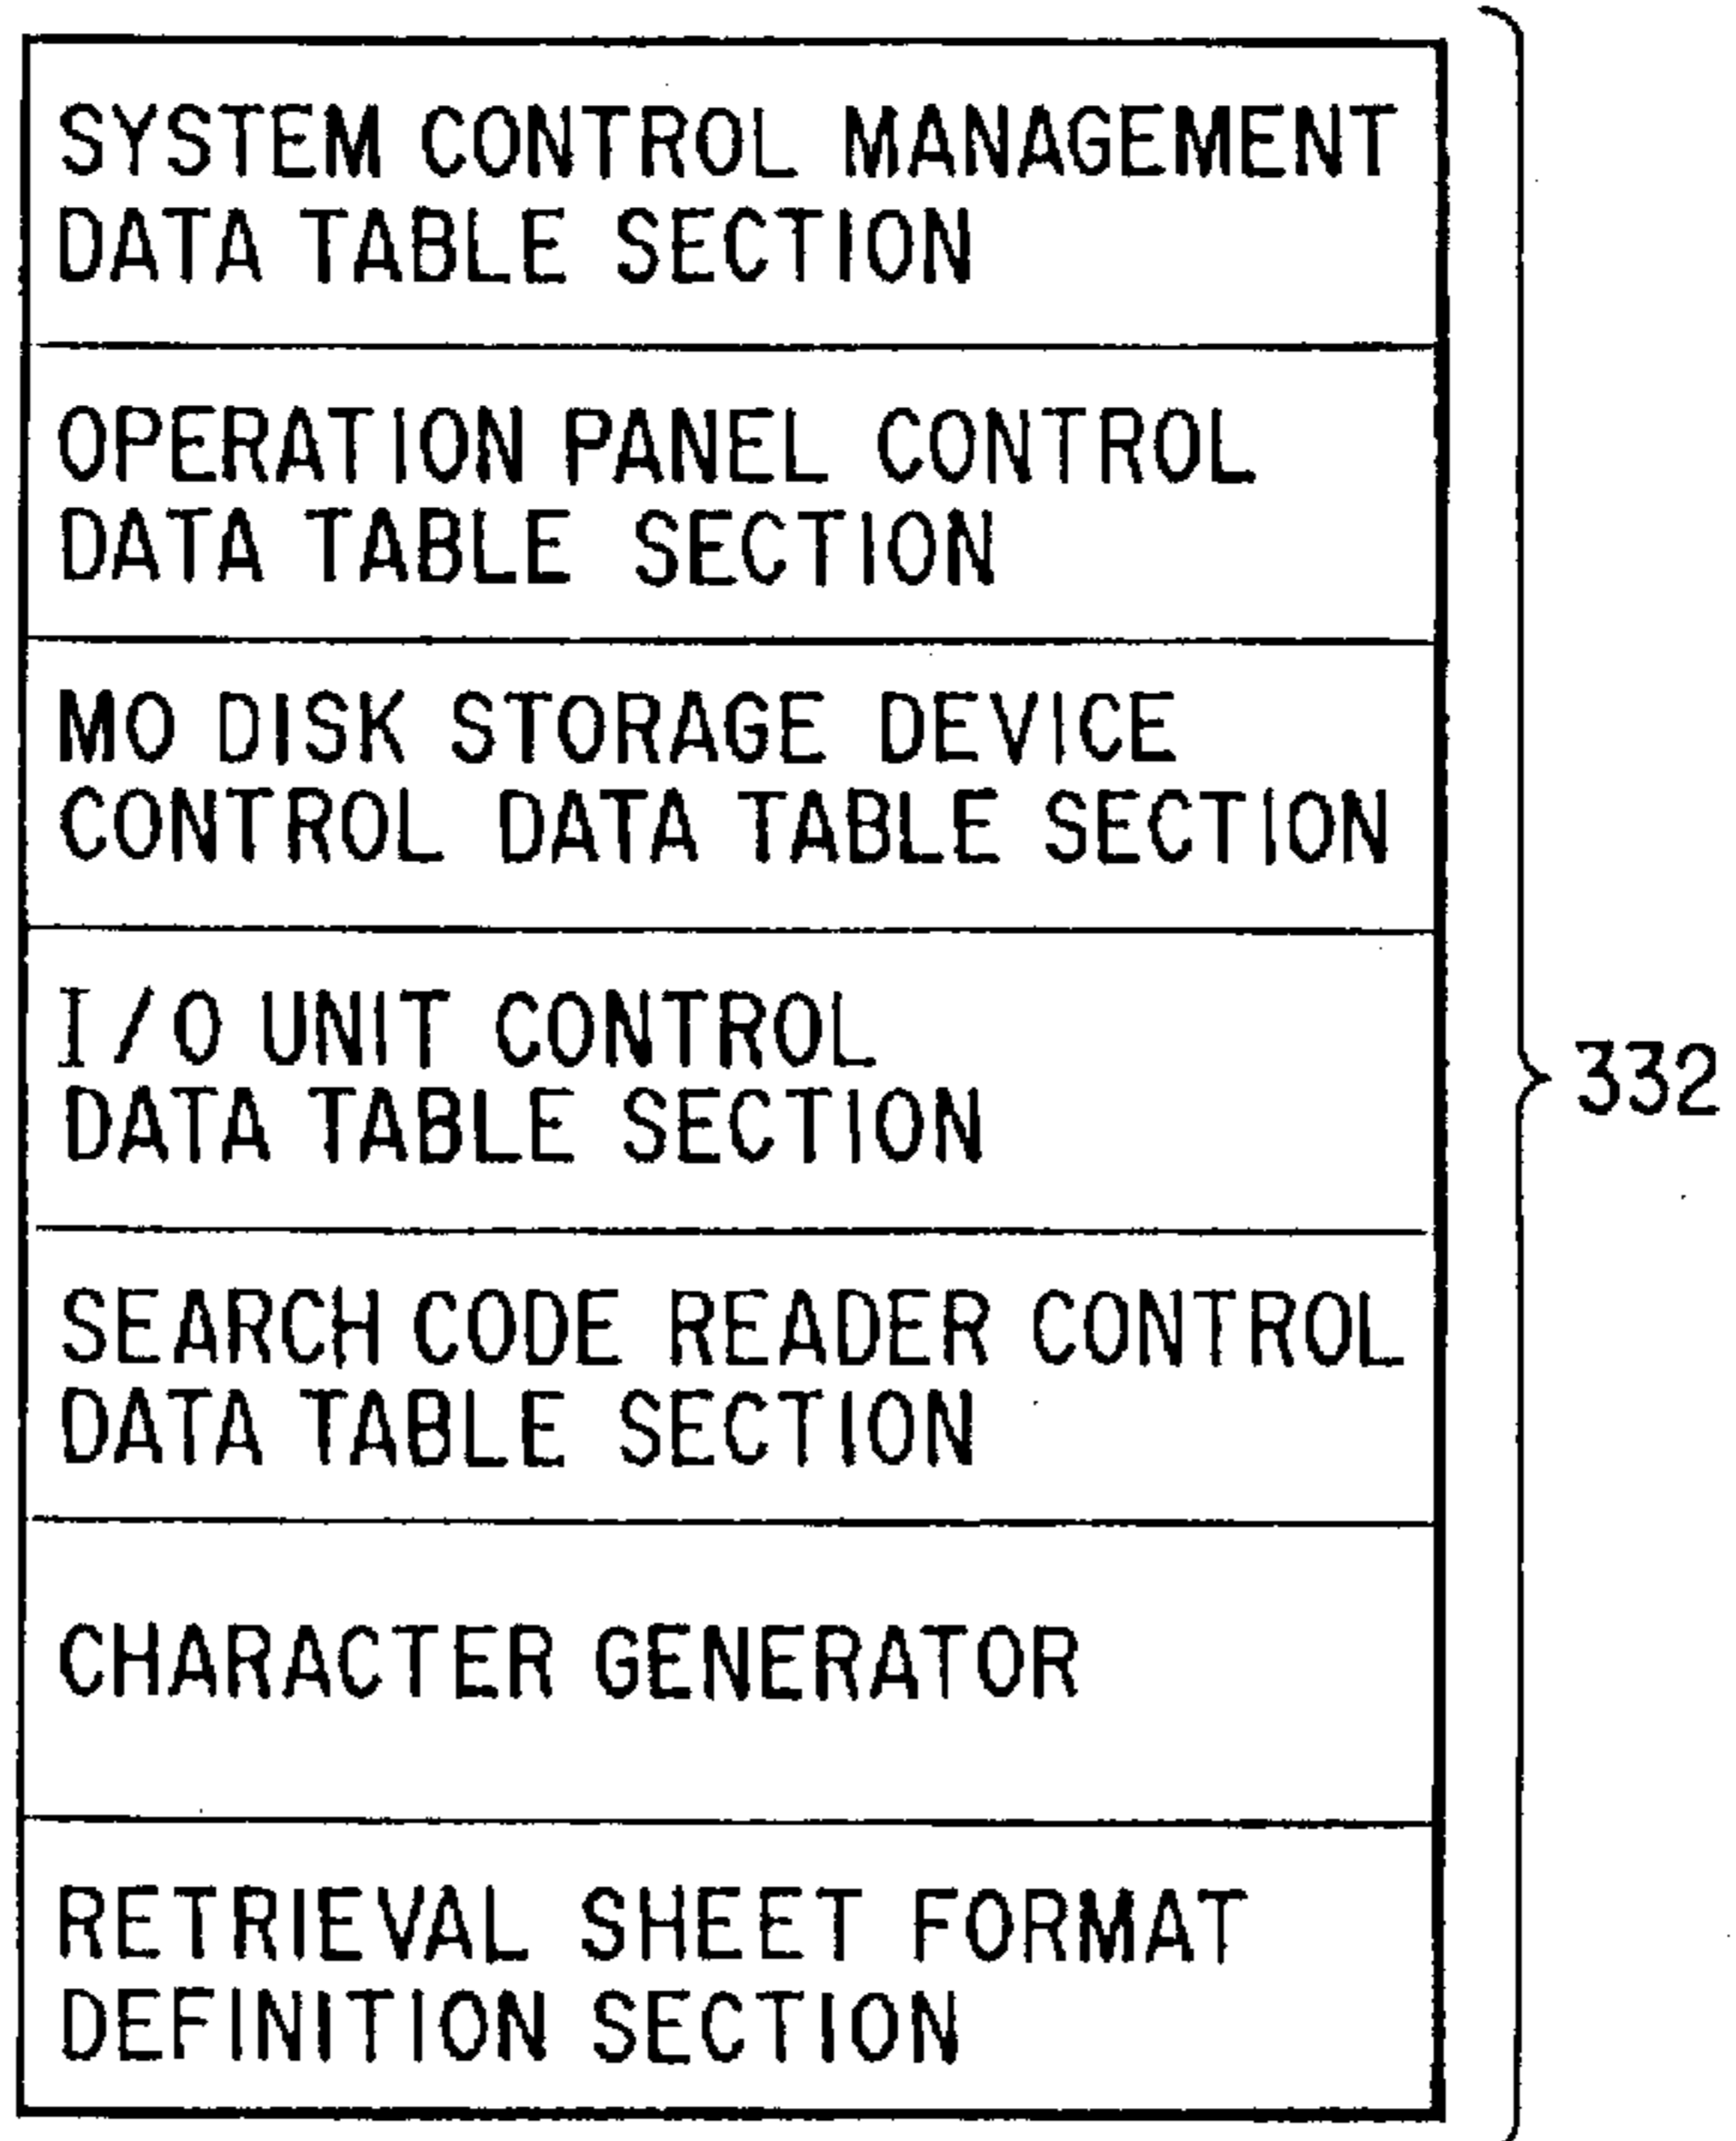 SYSTEM CONTROL MANAGEMENT
DATA TABLE SECTION
OPERATION PANEL CONTROL
DATA TABLE SECTION
MO DISK STORAGE DEVICE
CONTROL DATA TABLE SECTION
I/O UNIT CONTROL
DATA TABLE SECTION
SEARCH CODE READER CONTROL
DATA TABLE SECTION
CHARACTER GENERATOR
RETRIEVAL SHEET FORMAT
DEFINITION SECTION
332